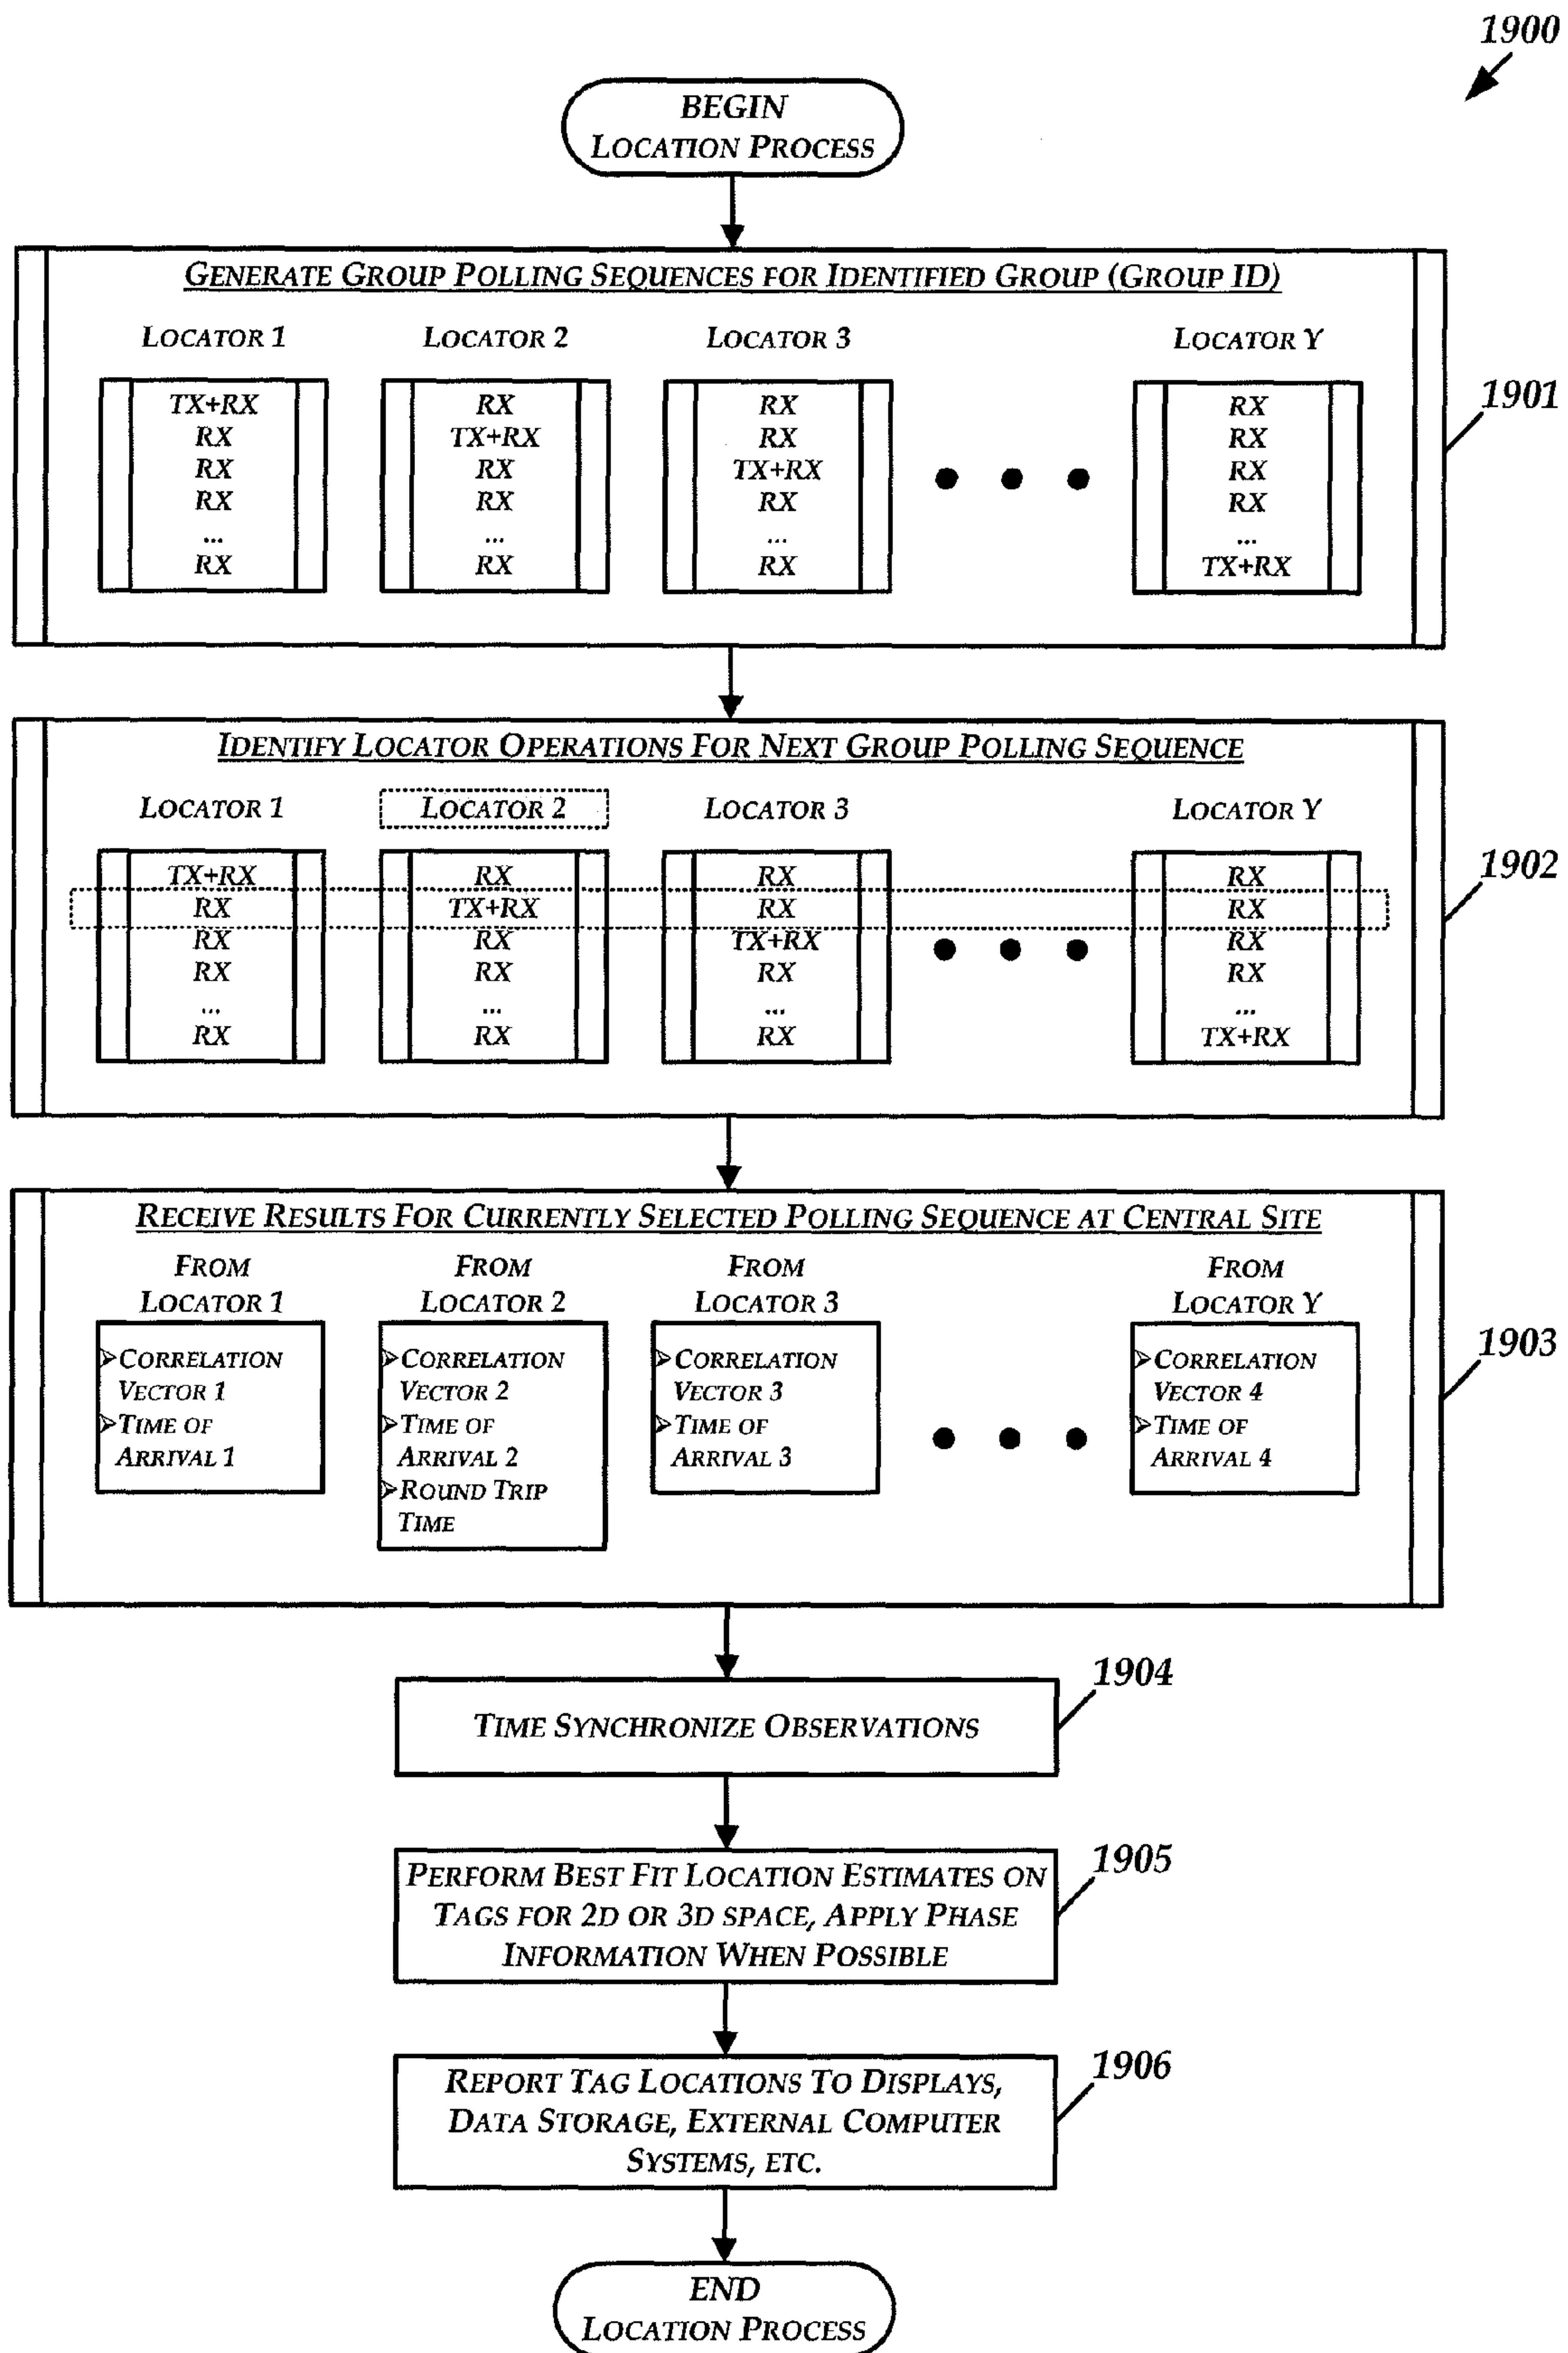 1900
BEGIN
LOCATION PROCESS
GENERATE GROUP POLLING SEQUENCES FOR IDENTIFIED GROUP (GROUP ID)
LOCATOR 1 LOCATOR 2 LOCATOR 3 LOCATOR Y
TX+RX RX RX RX
RX TX+RX RX RX
RX RX TX+RX RX
RX RX RX RX
... ... ... ...
RX RX RX TX+RX
1901
IDENTIFY LOCATOR OPERATIONS FOR NEXT GROUP POLLING SEQUENCE
LOCATOR 1 LOCATOR 2 LOCATOR 3 LOCATOR Y
TX+RX RX RX RX
RX TX+RX RX RX
RX RX TX+RX RX
RX RX RX RX
... ... ... ...
RX RX RX TX+RX
1902
RECEIVE RESULTS FOR CURRENTLY SELECTED POLLING SEQUENCE AT CENTRAL SITE
FROM FROM FROM FROM
LOCATOR 1 LOCATOR 2 LOCATOR 3 LOCATOR Y
➢CORRELATION ➢CORRELATION ➢CORRELATION ➢CORRELATION
VECTOR 1 VECTOR 2 VECTOR 3 VECTOR 4
➢TIME OF ➢TIME OF ➢TIME OF ➢TIME OF
ARRIVAL 1 ARRIVAL 2 ARRIVAL 3 ARRIVAL 4
➢ROUND TRIP
TIME
1903
1904
TIME SYNCHRONIZE OBSERVATIONS
1905
PERFORM BEST FIT LOCATION ESTIMATES ON
TAGS FOR 2D OR 3D SPACE, APPLY PHASE
INFORMATION WHEN POSSIBLE
1906
REPORT TAG LOCATIONS TO DISPLAYS,
DATA STORAGE, EXTERNAL COMPUTER
SYSTEMS, ETC.
END
LOCATION PROCESS